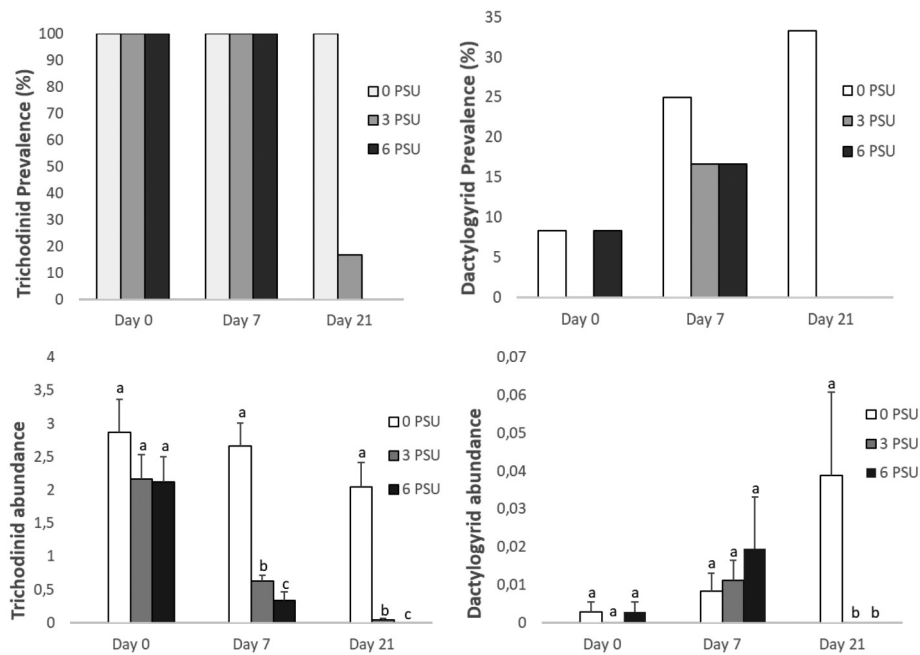 Trichodinid Prevalence (%)
100
90
80
70
60
50
40
30
20
10
0
Day 0
Day 7
Day 21
0 PSU
3 PSU
6 PSU
Dactylogyrid Prevalence (%)
35
30
25
20
15
10
5
0
Day 0
Day 7
Day 21
0 PSU
3 PSU
6 PSU
Trichodinid abundance
4
3,5
3
2,5
2
1,5
1
0,5
0
a a a
a b c
a b c
Day 0
Day 7
Day 21
0 PSU
3 PSU
6 PSU
Dactylogyrid abundance
0,07
0,06
0,05
0,04
0,03
0,02
0,01
0
a a a
a a a
a b b
Day 0
Day 7
Day 21
0 PSU
3 PSU
6 PSU